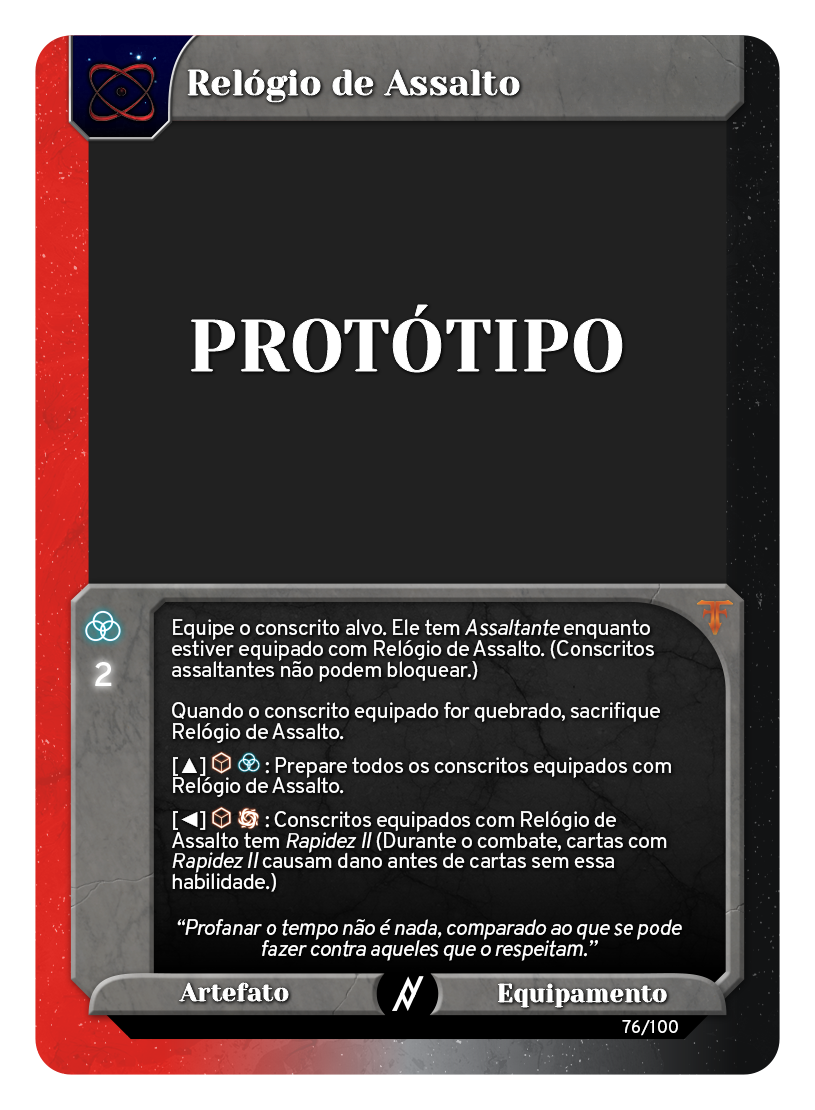 Relógio de Assalto
PROTÓTIPO
2
Equipe o conscrito alvo. Ele tem Assaltante enquanto
estiver equipado com Relógio de Assalto. (Conscritos
assaltantes não podem bloquear.)
Quando o conscrito equipado for quebrado, sacrifique
Relógio de Assalto.
[▲] : Prepare todos os conscritos equipados com
Relógio de Assalto.
[◄] : Conscritos equipados com Relógio de
Assalto tem Rapidez II (Durante o combate, cartas com
Rapidez II causam dano antes de cartas sem essa
habilidade.)
“Profanar o tempo não é nada, comparado ao que se pode
fazer contra aqueles que o respeitam.”
Artefato
Equipamento
76/100